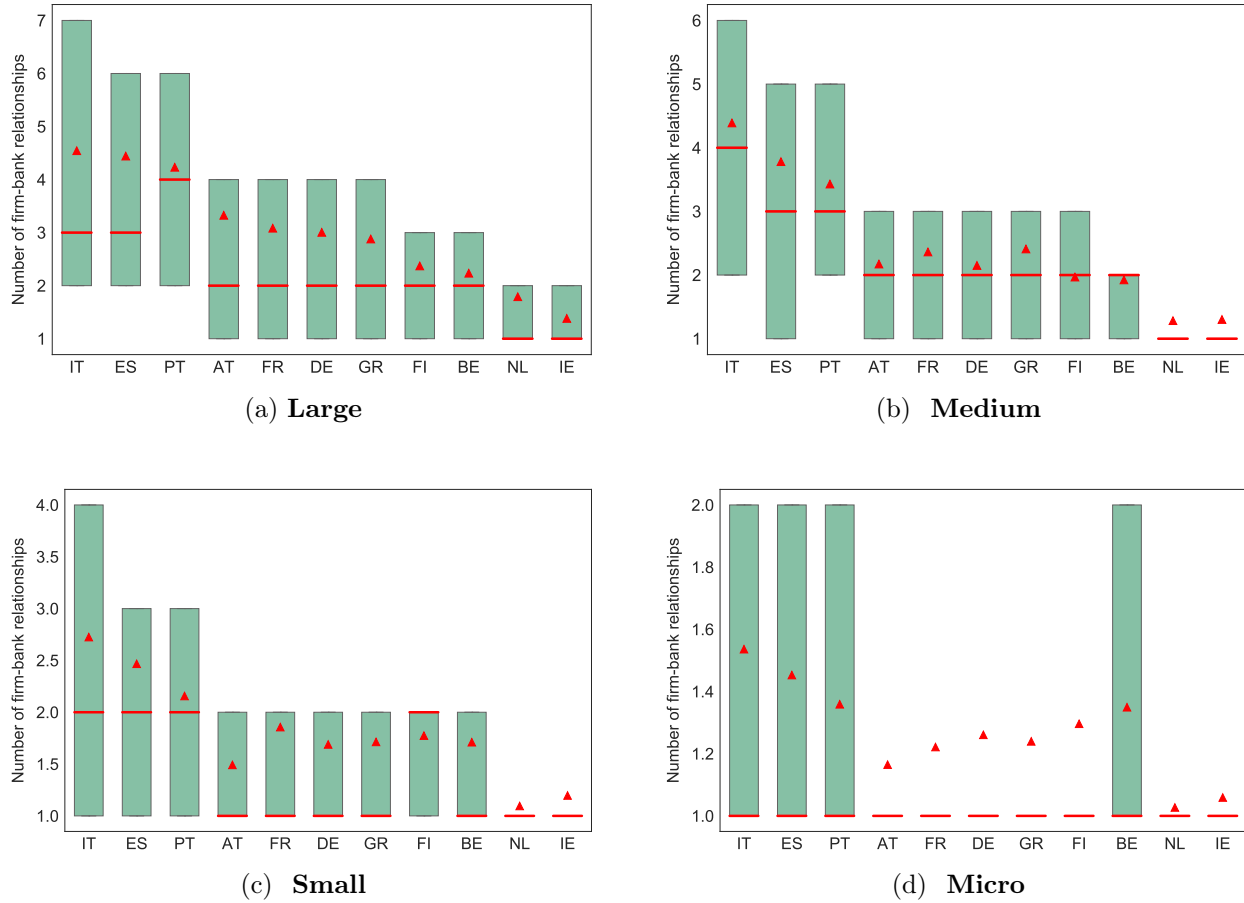 Number of firm-bank relationships
7
6
5
4
3
2
1
IT ES PT AT FR DE GR FI BE NL IE
(a) Large
Number of firm-bank relationships
6
5
4
3
2
1
IT ES PT AT FR DE GR FI BE NL IE
(b) Medium
Number of firm-bank relationships
4.0
3.5
3.0
2.5
2.0
1.5
1.0
IT ES PT AT FR DE GR FI BE NL IE
(c) Small
Number of firm-bank relationships
2.0
1.8
1.6
1.4
1.2
1.0
IT ES PT AT FR DE GR FI BE NL IE
(d) Micro